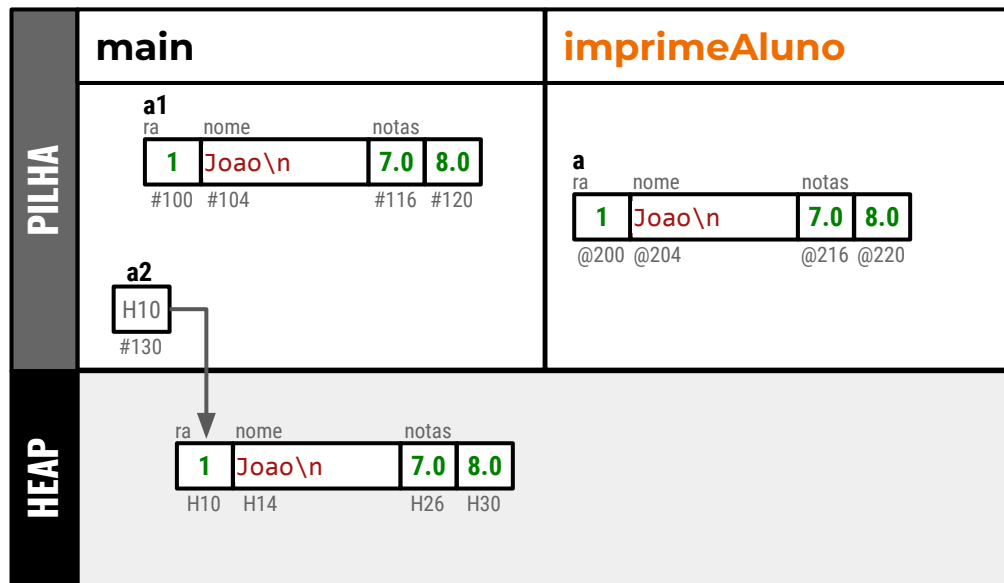 main
imprimeAluno
PILHA
a1
ra nome notas
1 Joao\n 7.0 8.0
#100 #104 #116 #120
a
ra nome notas
1 Joao\n 7.0 8.0
@200 @204 @216 @220
a2
H10
#130
HEAP
ra nome notas
1 Joao\n 7.0 8.0
H10 H14 H26 H30